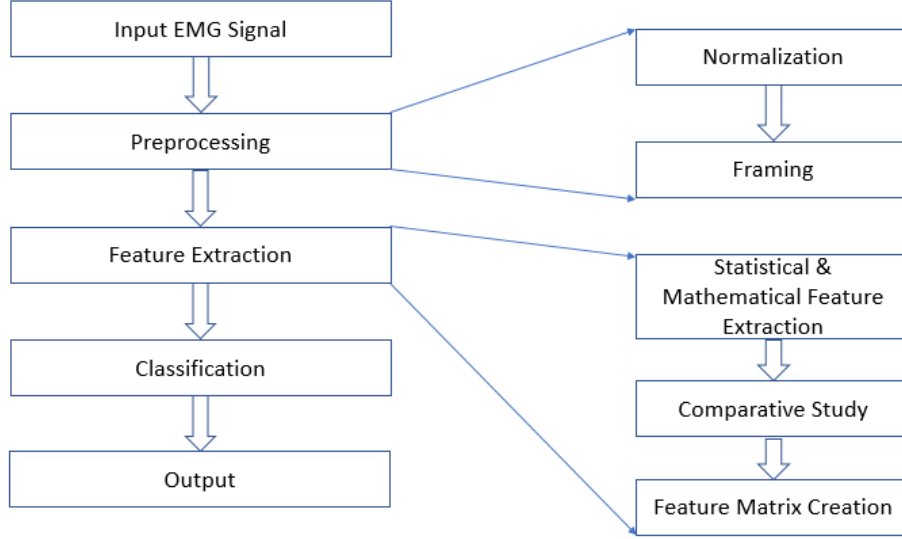 Input EMG Signal
Preprocessing
Feature Extraction
Classification
Output
Normalization
Framing
Statistical &
Mathematical Feature
Extraction
Comparative Study
Feature Matrix Creation